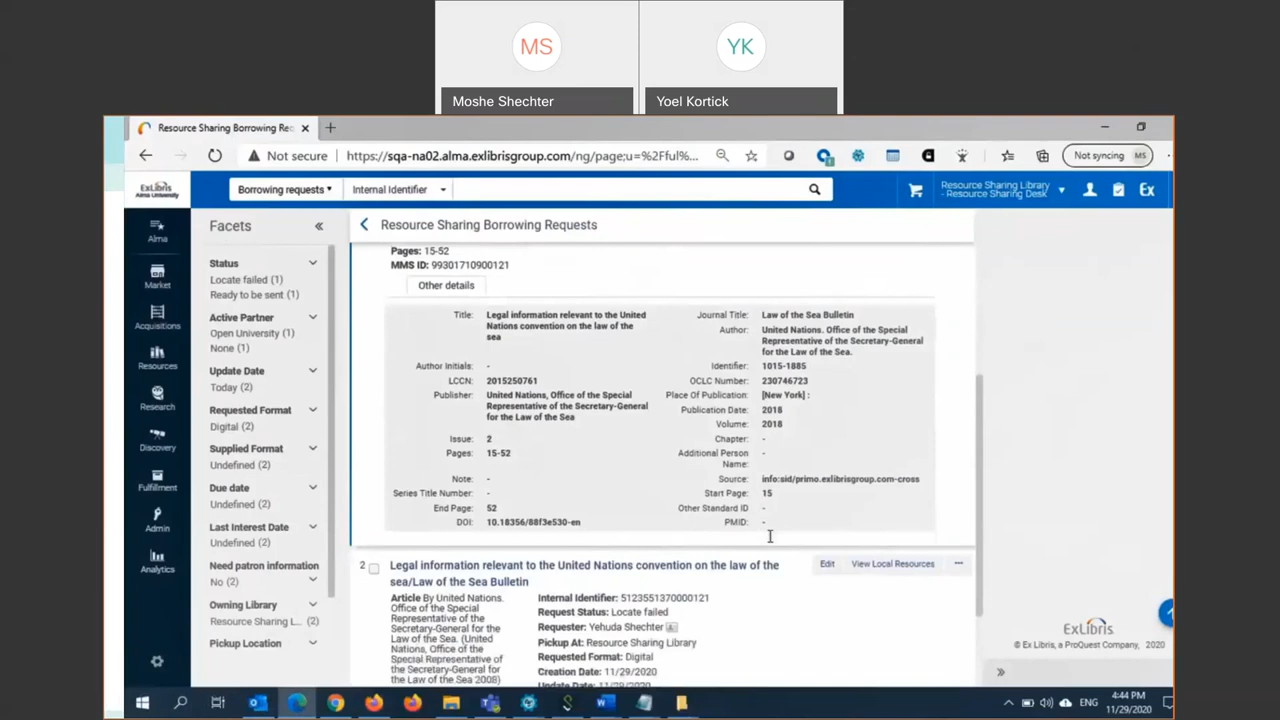 MS
YK
Moshe Shechter
Yoel Kortick
Resource Sharing Borrowing Re
Not secure
https://sqa-na02.alma.exlibrisgroup.com/ng/page;u=%2Fful%...
Not syncing MS
ExLibris
Alma University
Borrowing requests
Internal Identifier
Resource Sharing Library
- Resource Sharing Desk
Ex
Alma
Market
Acquisitions
Resources
Research
Discovery
Fulfillment
Admin
Analytics
Facets
Status
Locate failed (1)
Ready to be sent (1)
Active Partner
Open University (1)
None (1)
Update Date
Today (2)
Requested Format
Digital (2)
Supplied Format
Undefined (2)
Due date
Undefined (2)
Last Interest Date
Undefined (2)
Need patron information
No (2)
Owning Library
Resource Sharing L... (2)
Pickup Location
Resource Sharing Borrowing Requests
Pages: 15-52
MMS ID: 99301710900121
Other details
Title: Legal information relevant to the United
Nations convention on the law of the
sea
Journal Title: Law of the Sea Bulletin
Author: United Nations. Office of the Special
Representative of the Secretary-General
for the Law of the Sea.
Author Initials: -
Identifier: 1015-1885
LCCN: 2015250761
OCLC Number: 230746723
Publisher: United Nations, Office of the Special
Representative of the Secretary-General
for the Law of the Sea
Place Of Publication: [New York] :
Publication Date: 2018
Volume: 2018
Issue: 2
Chapter: -
Pages: 15-52
Additional Person
Name: -
Note: -
Source: info:sid/primo.exlibrisgroup.com-cross
Series Title Number: -
Start Page: 15
End Page: 52
Other Standard ID -
DOI: 10.18356/88f3e530-en
PMID: -
2
Legal information relevant to the United Nations convention on the law of the
sea/Law of the Sea Bulletin
Edit
View Local Resources
Article By United Nations.
Office of the Special
Representative of the
Secretary-General for the
Law of the Sea. (United
Nations, Office of the
Special Representative of
the Secretary-General for
the Law of the Sea 2008)
Internal Identifier: 5123551370000121
Request Status: Locate failed
Requester: Yehuda Shechter
Pickup At: Resource Sharing Library
Requested Format: Digital
Creation Date: 11/29/2020
Update Date: 11/29/2020
ExLibris
© Ex Libris, a ProQuest Company, 2020
ENG
4:44 PM
11/29/2020